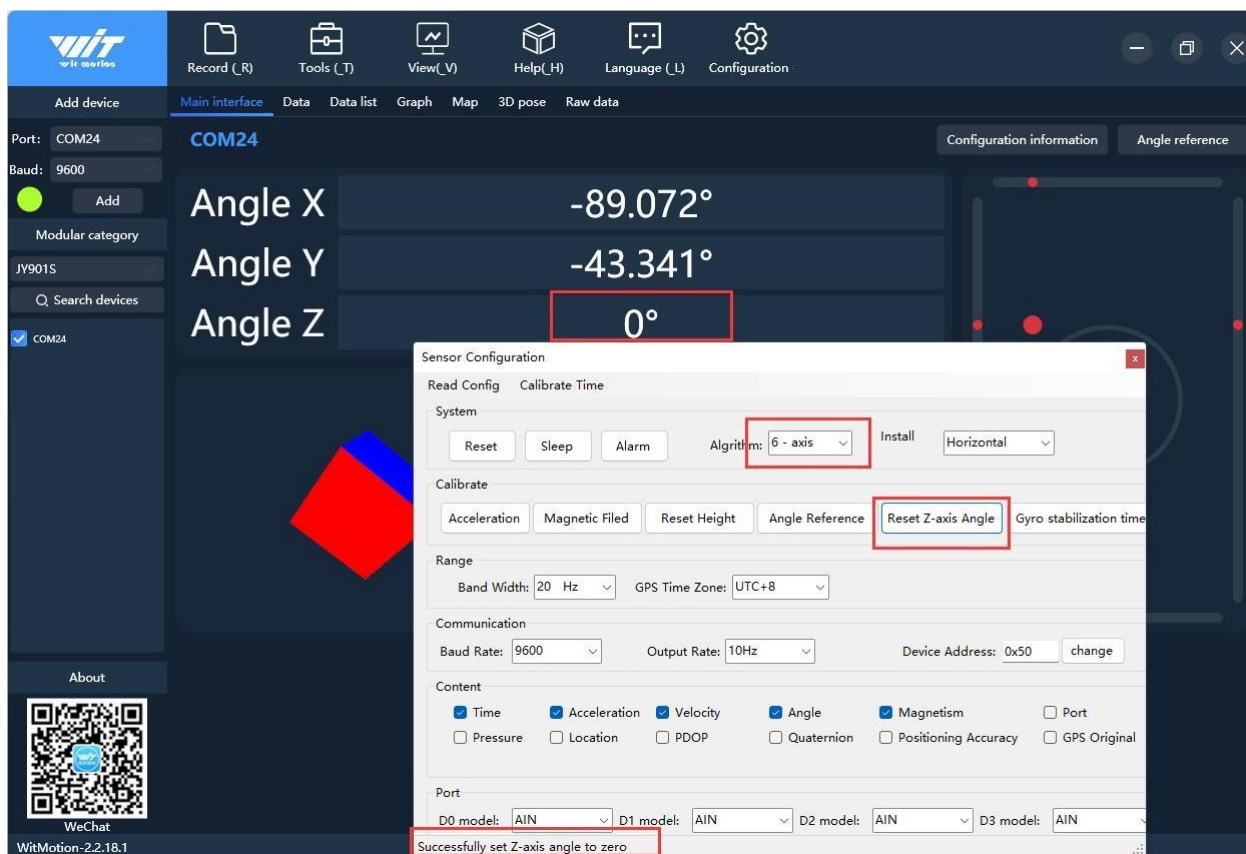 WiT
wit motion
Record (_R)
Tools (_T)
View(_V)
Help(_H)
Language (_L)
Configuration
Add device
Main interface
Data
Data list
Graph
Map
3D pose
Raw data
Port:
COM24
COM24
Configuration information
Angle reference
Baud:
9600
Add
Modular category
JY901S
Search devices
COM24
Angle X
-89.072°
Angle Y
-43.341°
Angle Z
0°
Sensor Configuration
x
Read Config
Calibrate Time
System
Reset
Sleep
Alarm
Algrithm:
6 - axis
Install
Horizontal
Calibrate
Acceleration
Magnetic Filed
Reset Height
Angle Reference
Reset Z-axis Angle
Gyro stabilization time
Range
Band Width:
20 Hz
GPS Time Zone:
UTC+8
Communication
Baud Rate:
9600
Output Rate:
10Hz
Device Address:
0x50
change
Content
Time
Acceleration
Velocity
Angle
Magnetism
Port
Pressure
Location
PDOP
Quaternion
Positioning Accuracy
GPS Original
Port
D0 model:
AIN
D1 model:
AIN
D2 model:
AIN
D3 model:
AIN
Successfully set Z-axis angle to zero
About
WeChat
WitMotion-2.2.18.1